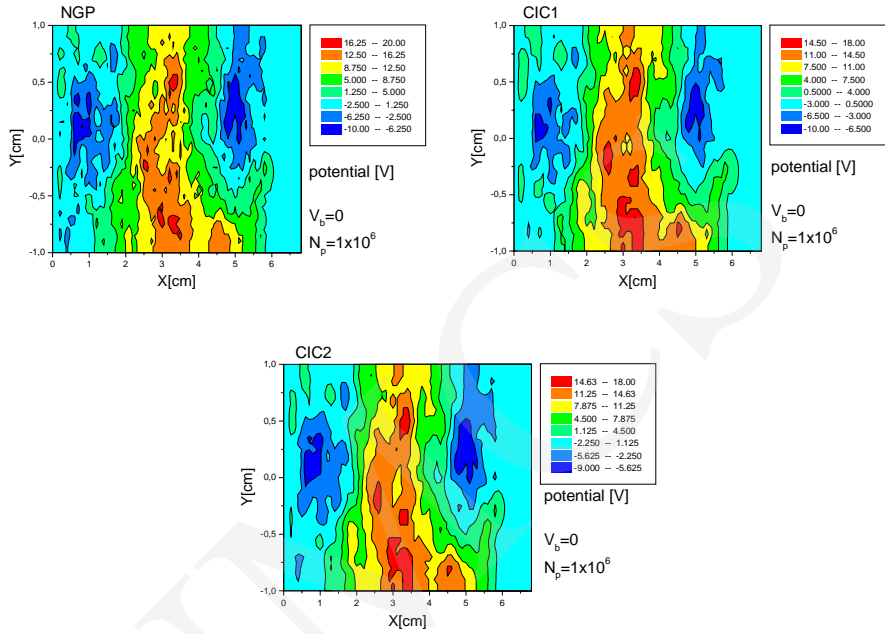 NGP
16.25 -- 20.00
12.50 -- 16.25
8.750 -- 12.50
5.000 -- 8.750
1.250 -- 5.000
-2.500 -- 1.250
-6.250 -- -2.500
-10.00 -- -6.250
potential [V]
V_b=0
N_p=1x10^6
1,0
0,5
0,0
-0,5
-1,0
Y[cm]
0 1 2 3 4 5 6
X[cm]
CIC1
14.50 -- 18.00
11.00 -- 14.50
7.500 -- 11.00
4.000 -- 7.500
0.5000 -- 4.000
-3.000 -- 0.5000
-6.500 -- -3.000
-10.00 -- -6.500
potential [V]
V_b=0
N_p=1x10^6
1,0
0,5
0,0
-0,5
-1,0
Y[cm]
0 1 2 3 4 5 6
X[cm]
CIC2
14.63 -- 18.00
11.25 -- 14.63
7.875 -- 11.25
4.500 -- 7.875
1.125 -- 4.500
-2.250 -- 1.125
-5.625 -- -2.250
-9.000 -- -5.625
potential [V]
V_b=0
N_p=1x10^6
1,0
0,5
0,0
-0,5
-1,0
Y[cm]
0 1 2 3 4 5 6
X[cm]